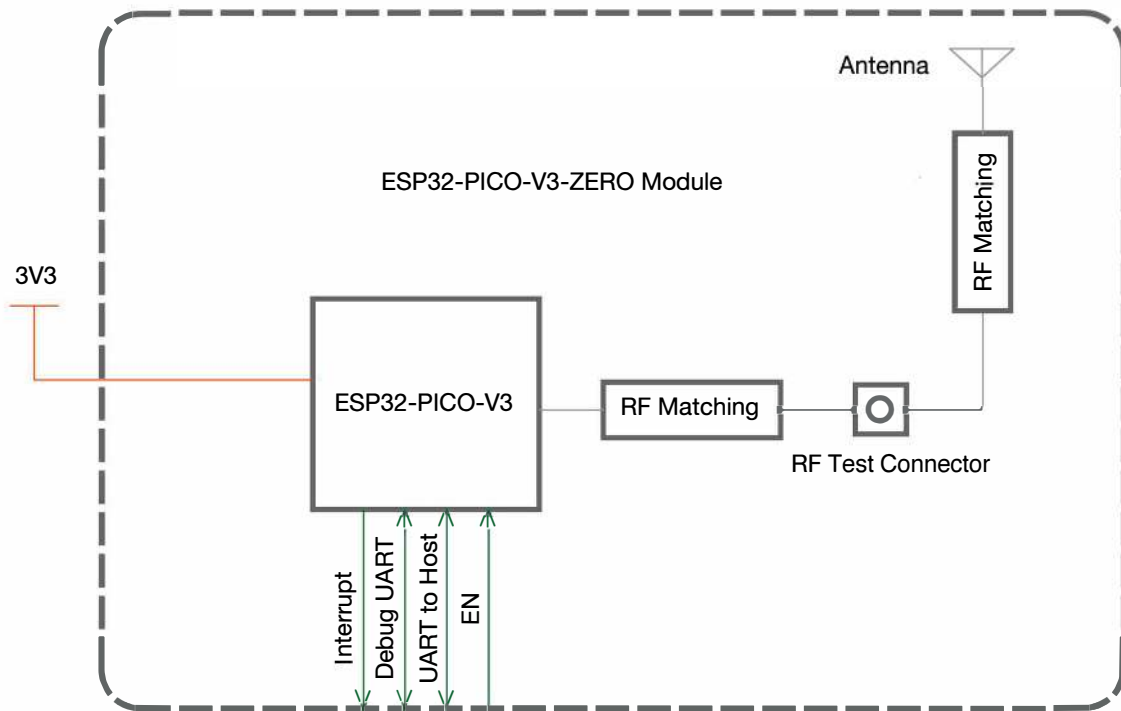 Antenna
RF Matching
ESP32-PICO-V3-ZERO Module
3V3
ESP32-PICO-V3
RF Matching
RF Test Connector
Interrupt
Debug UART
UART to Host
EN